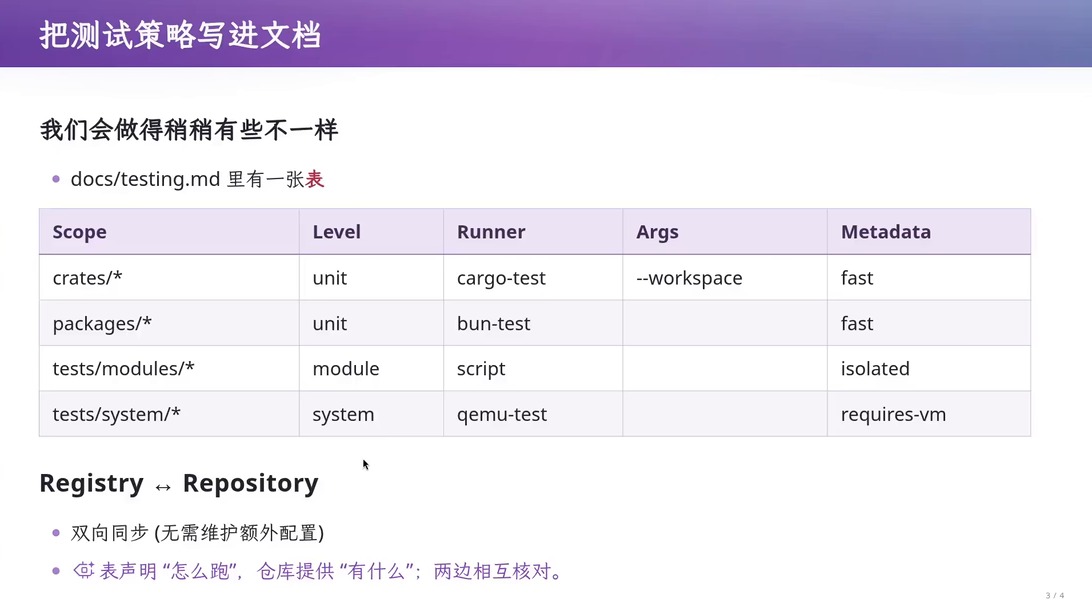 把测试策略写进文档
我们会做得稍稍有些不一样
docs/testing.md 里有一张表
Scope Level Runner Args Metadata
crates/* unit cargo-test --workspace fast
packages/* unit bun-test fast
tests/modules/* module script isolated
tests/system/* system qemu-test requires-vm
Registry ↔ Repository
双向同步 (无需维护额外配置)
表声明 “怎么跑”，仓库提供 “有什么”；两边相互核对。
3 / 4